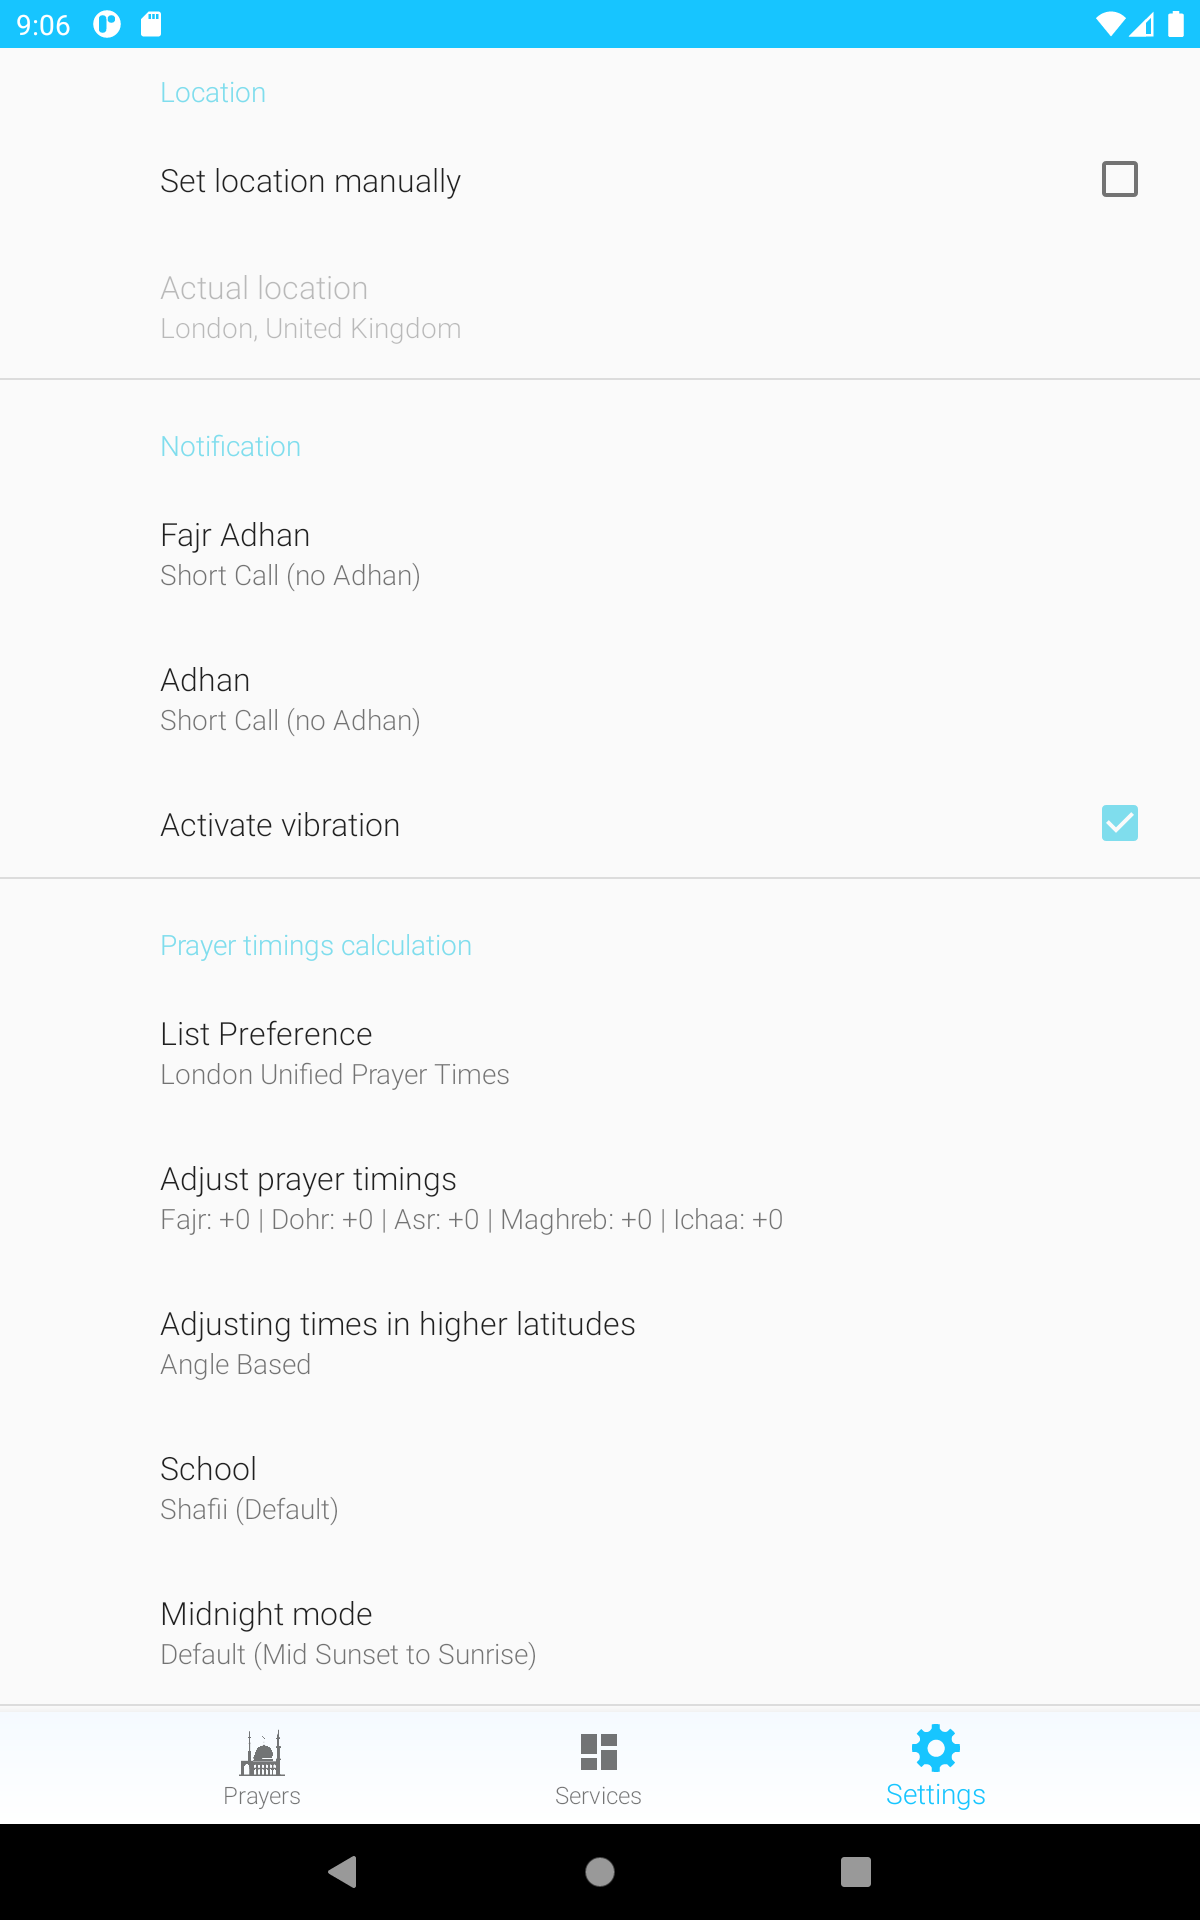 9:06
Location
Set location manually
Actual location
London, United Kingdom
Notification
Fajr Adhan
Short Call (no Adhan)
Adhan
Short Call (no Adhan)
Activate vibration
Prayer timings calculation
List Preference
London Unified Prayer Times
Adjust prayer timings
Fajr: +0 | Dohr: +0 | Asr: +0 | Maghreb: +0 | Ichaa: +0
Adjusting times in higher latitudes
Angle Based
School
Shafii (Default)
Midnight mode
Default (Mid Sunset to Sunrise)
Prayers
Services
Settings